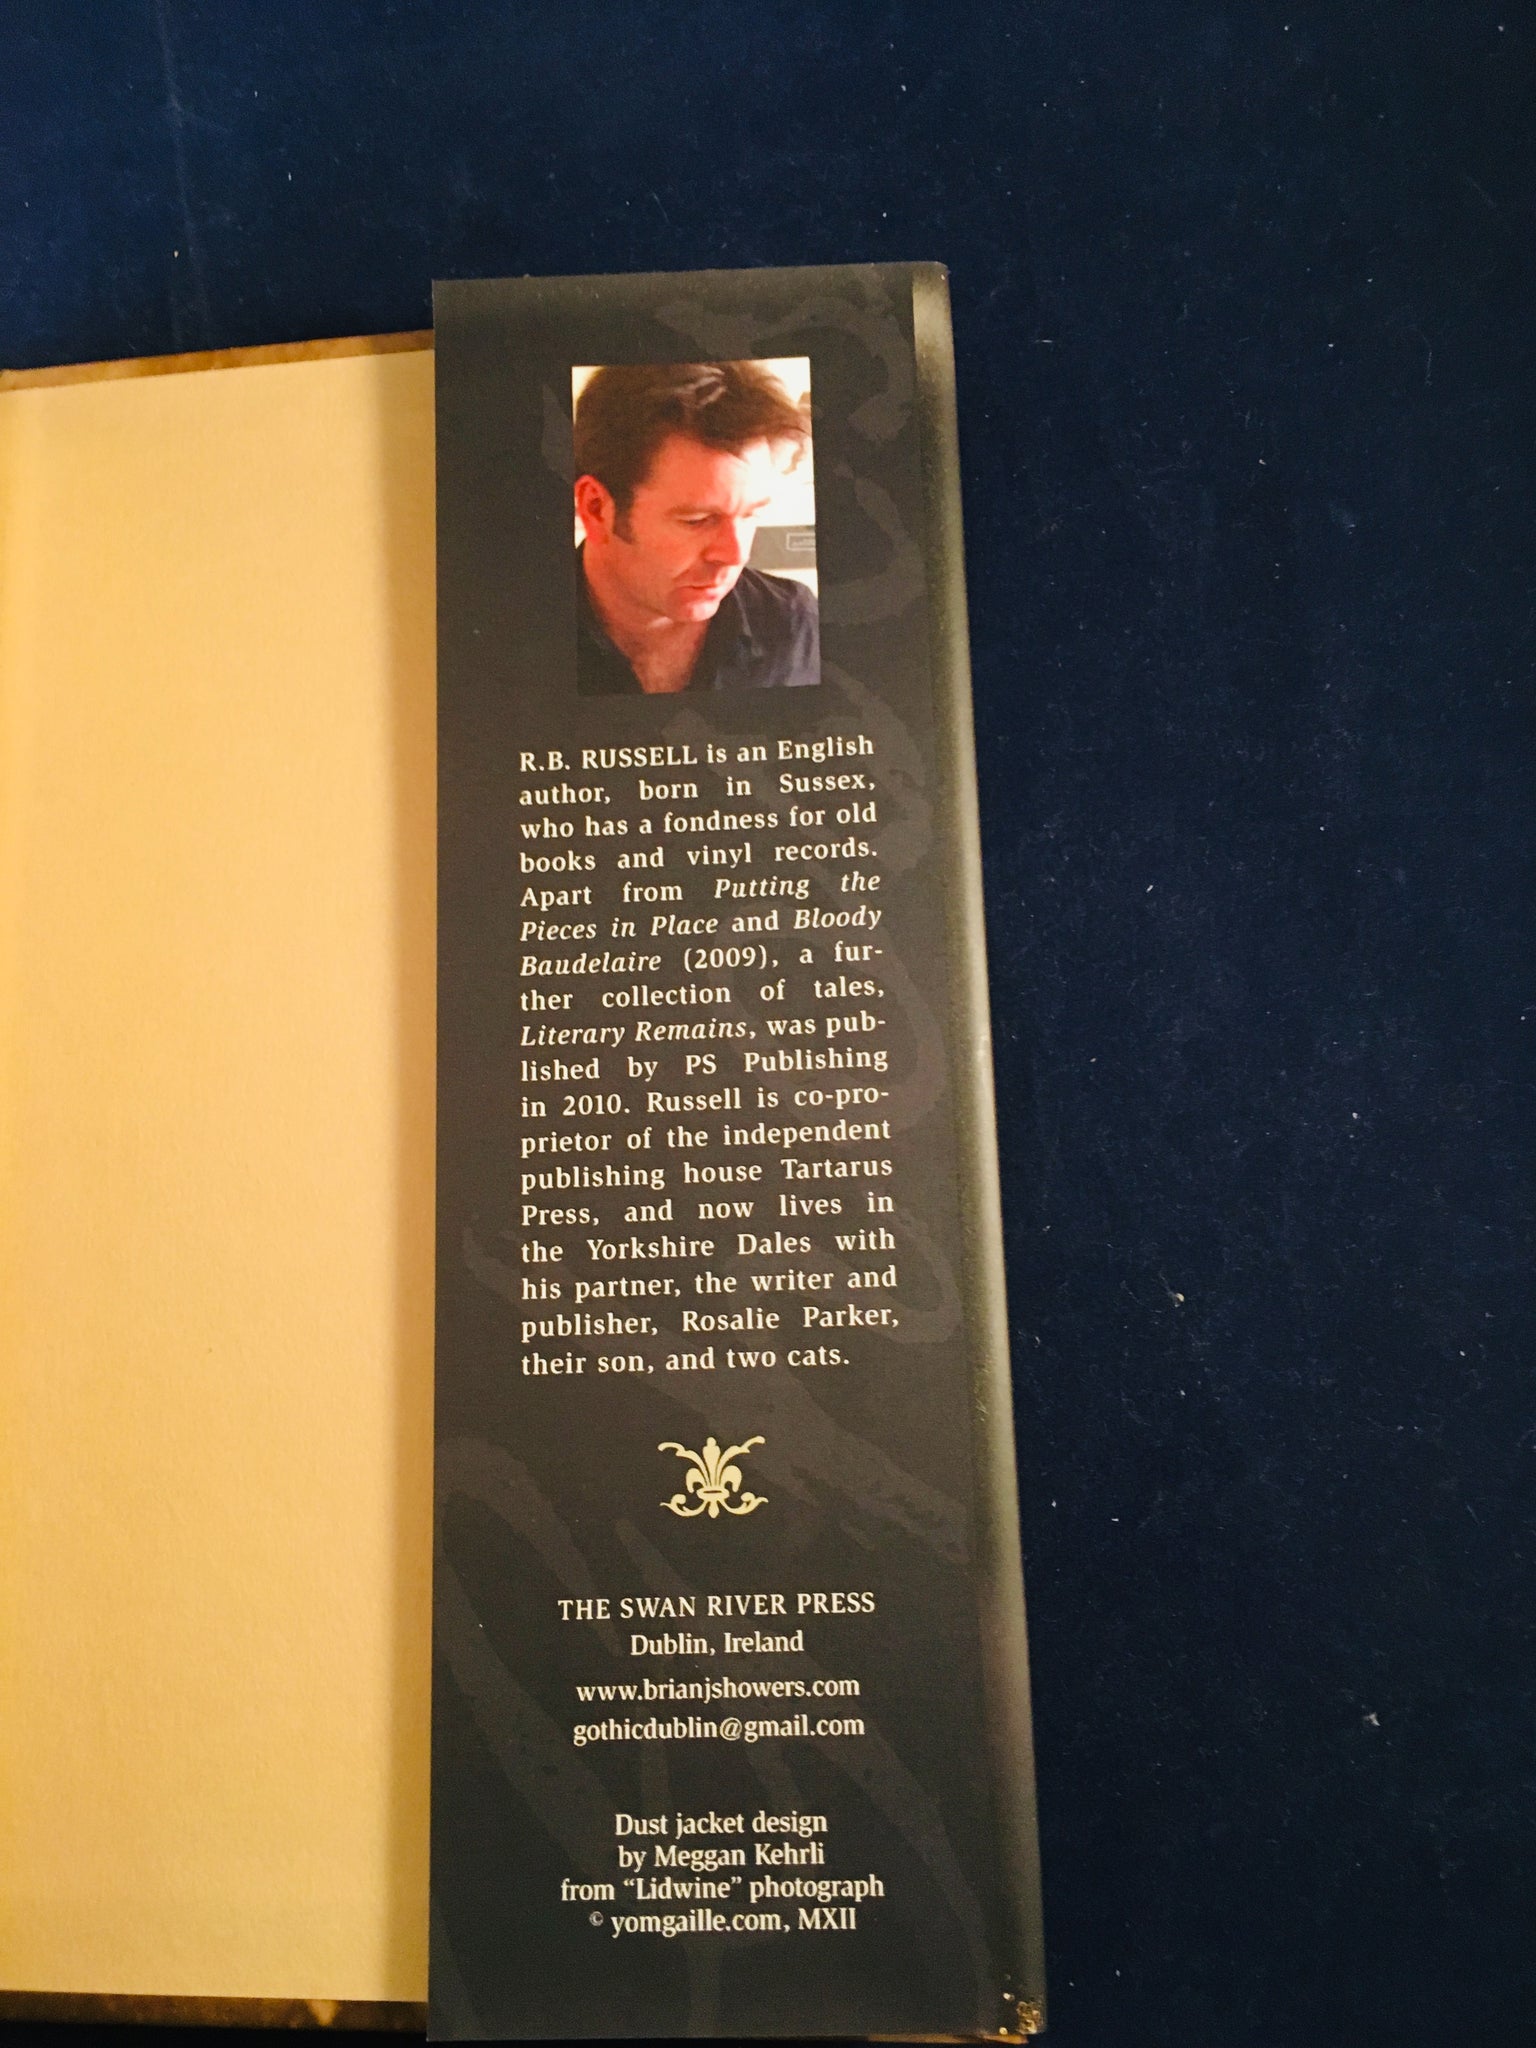 R.B. RUSSELL is an English
author, born in Sussex,
who has a fondness for old
books and vinyl records.
Apart from Putting the
Pieces in Place and Bloody
Baudelaire (2009), a fur-
ther collection of tales,
Literary Remains, was pub-
lished by PS Publishing
in 2010. Russell is co-pro-
prietor of the independent
publishing house Tartarus
Press, and now lives in
the Yorkshire Dales with
his partner, the writer and
publisher, Rosalie Parker,
their son, and two cats.
THE SWAN RIVER PRESS
Dublin, Ireland
www.brianjshowers.com
gothicdublin@gmail.com
Dust jacket design
by Meggan Kehrli
from “Lidwine” photograph
© yomgaille.com, MXII